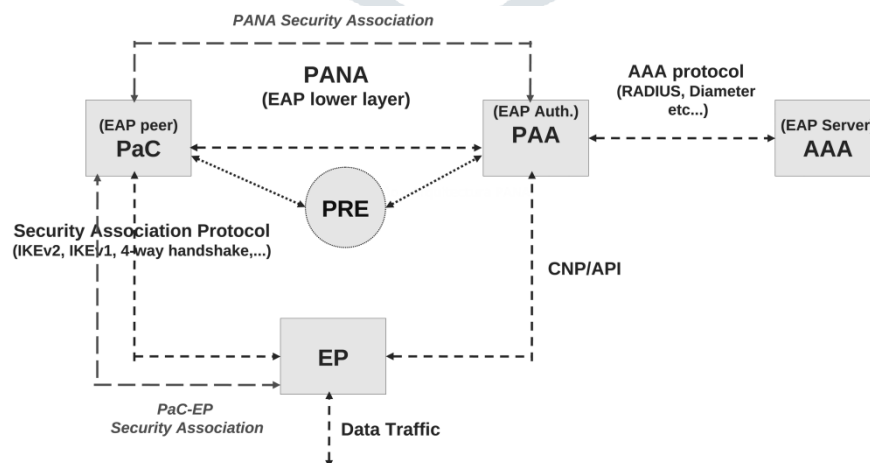 PANA Security Association
PANA
(EAP lower layer)
AAA protocol
(RADIUS, Diameter
etc...)
(EAP peer)
PaC
(EAP Auth.)
PAA
(EAP Server
AAA
PRE
Security Association Protocol
(IKEv2, IKEv1, 4-way handshake,...)
CNP/API
EP
PaC-EP
Security Association
Data Traffic